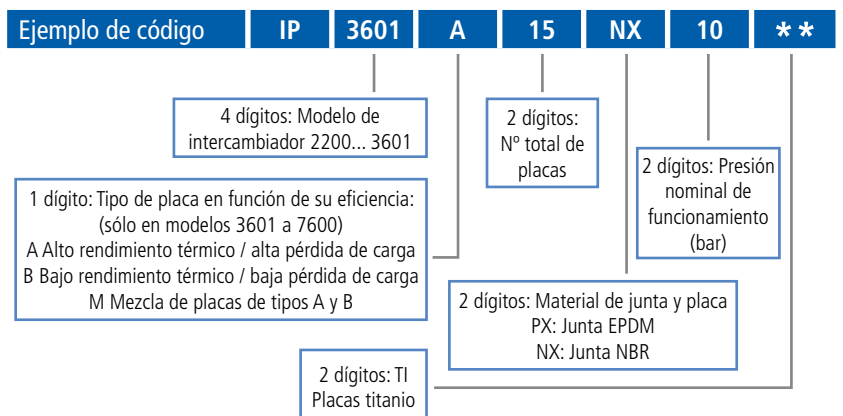 Ejemplo de código IP 3601 A 15 NX 10 **
4 dígitos: Modelo de
intercambiador 2200... 3601
2 dígitos:
Nº total de
placas
2 dígitos: Presión
nominal de
funcionamiento
(bar)
1 dígito: Tipo de placa en función de su eficiencia:
(sólo en modelos 3601 a 7600)
A Alto rendimiento térmico / alta pérdida de carga
B Bajo rendimiento térmico / baja pérdida de carga
M Mezcla de placas de tipos A y B
2 dígitos: Material de junta y placa
PX: Junta EPDM
NX: Junta NBR
2 dígitos: TI
Placas titanio